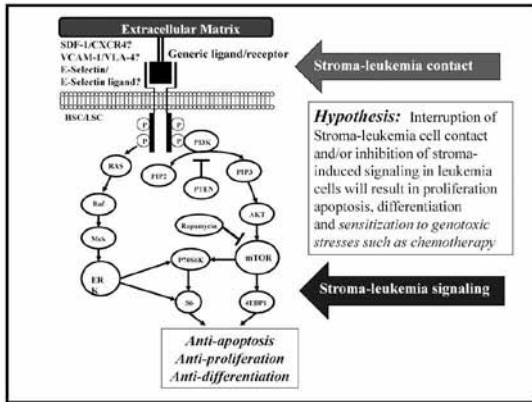 Extracellular Matrix
SDF-1/CXCR4?
VCAM-1/VLA-4?
E-Selectin/
E-Selectin ligand?
Generic ligand/receptor
Stroma-leukemia contact
HSC/LSC
P
P
P
P
PI3K
RAS
PIP2
PIP3
PTEN
Raf
AKT
Mek
Rapamycin
mTOR
P70S6K
ER
K
S6
4EBP1
Hypothesis: Interruption of
Stroma-leukemia cell contact
and/or inhibition of stroma-
induced signaling in leukemia
cells will result in proliferation
apoptosis, differentiation
and sensitization to genotoxic
stresses such as chemotherapy
Stroma-leukemia signaling
Anti-apoptosis
Anti-proliferation
Anti-differentiation